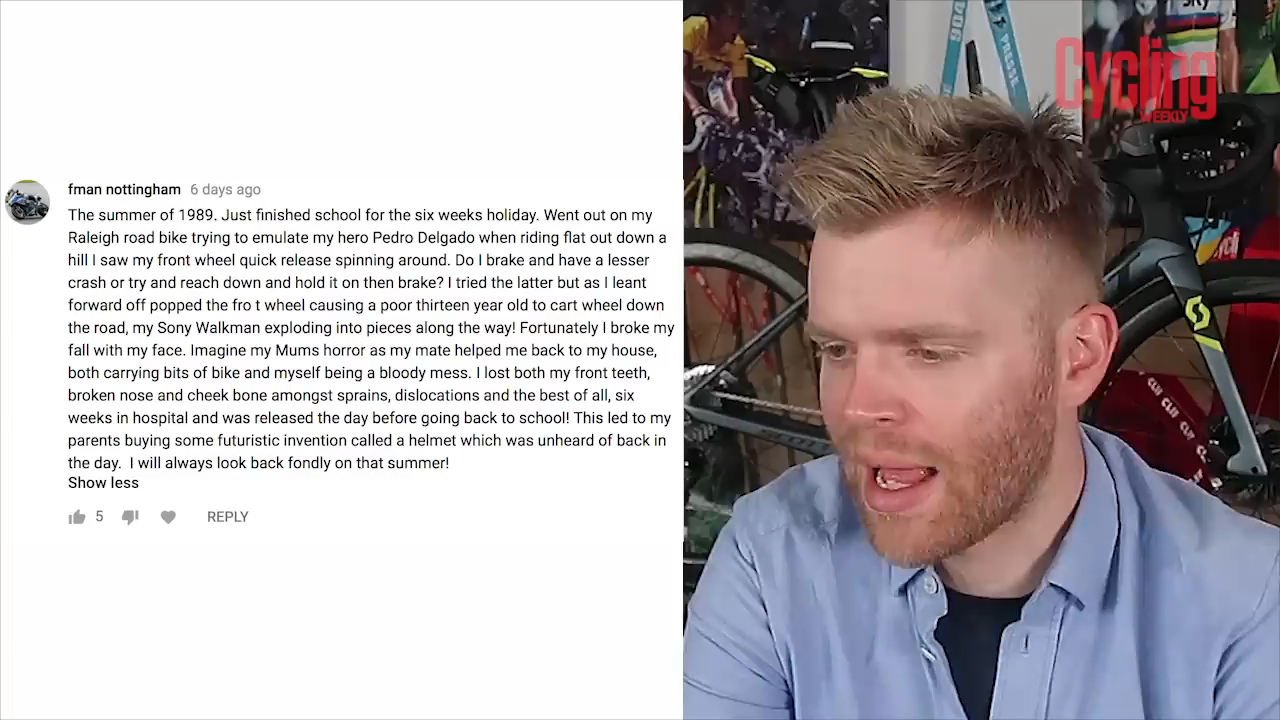 fman nottingham 6 days ago
The summer of 1989. Just finished school for the six weeks holiday. Went out on my
Raleigh road bike trying to emulate my hero Pedro Delgado when riding flat out down a
hill I saw my front wheel quick release spinning around. Do I brake and have a lesser
crash or try and reach down and hold it on then brake? I tried the latter but as I leant
forward off popped the fro t wheel causing a poor thirteen year old to cart wheel down
the road, my Sony Walkman exploding into pieces along the way! Fortunately I broke my
fall with my face. Imagine my Mums horror as my mate helped me back to my house,
both carrying bits of bike and myself being a bloody mess. I lost both my front teeth,
broken nose and cheek bone amongst sprains, dislocations and the best of all, six
weeks in hospital and was released the day before going back to school! This led to my
parents buying some futuristic invention called a helmet which was unheard of back in
the day.  I will always look back fondly on that summer!
Show less
5 REPLY
Cycling
WEEKLY
904
PRESSE
sky
CLIF CLIF CLIF